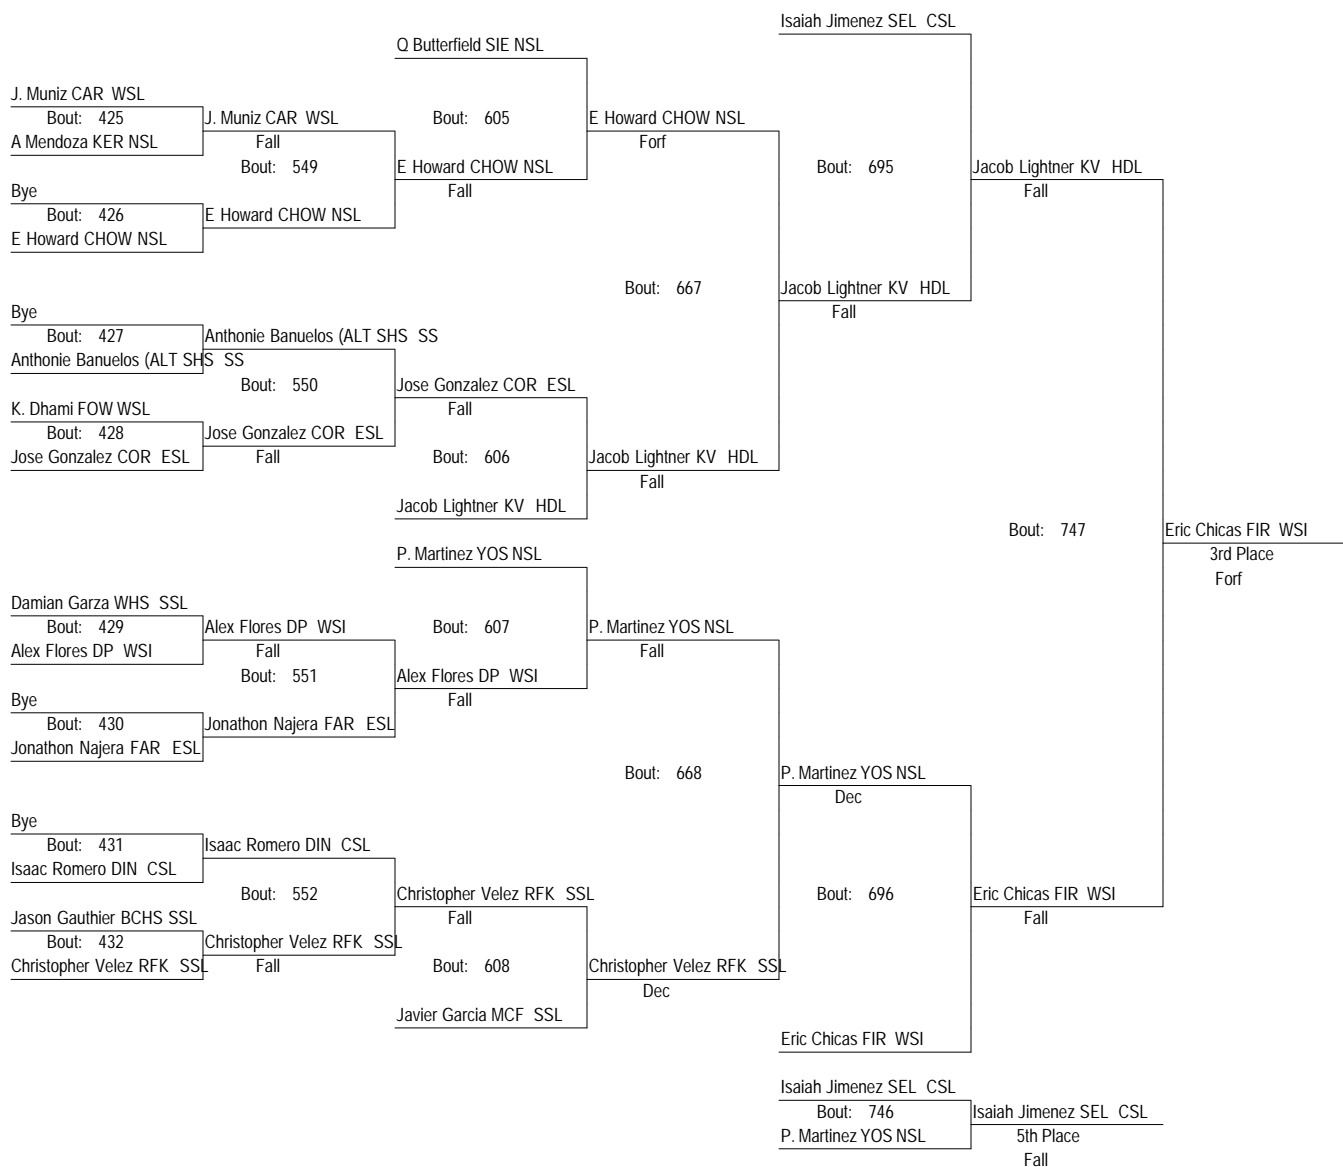 Isaiah Jimenez SEL CSL
Q Butterfield SIE NSL
J. Muniz CAR WSL
Bout: 425
J. Muniz CAR WSL
Bout: 605
E Howard CHOW NSL
A Mendoza KER NSL
Fall
Forf
Bout: 549
E Howard CHOW NSL
Bout: 695
Jacob Lightner KV HDL
Bye
Fall
Fall
Bout: 426
E Howard CHOW NSL
E Howard CHOW NSL
Bout: 667
Jacob Lightner KV HDL
Bye
Fall
Bout: 427
Anthonie Banuelos (ALT SHS SS
Anthonie Banuelos (ALT SHS SS
Bout: 550
Jose Gonzalez COR ESL
K. Dhami FOW WSL
Fall
Bout: 428
Jose Gonzalez COR ESL
Jose Gonzalez COR ESL
Fall
Bout: 606
Jacob Lightner KV HDL
Fall
Jacob Lightner KV HDL
Bout: 747
Eric Chicas FIR WSI
P. Martinez YOS NSL
3rd Place
Forf
Damian Garza WHS SSL
Bout: 429
Alex Flores DP WSI
Bout: 607
P. Martinez YOS NSL
Alex Flores DP WSI
Fall
Fall
Bout: 551
Alex Flores DP WSI
Bye
Fall
Bout: 430
Jonathon Najera FAR ESL
Jonathon Najera FAR ESL
Bout: 668
P. Martinez YOS NSL
Dec
Bye
Bout: 431
Isaac Romero DIN CSL
Isaac Romero DIN CSL
Bout: 552
Christopher Velez RFK SSL
Bout: 696
Eric Chicas FIR WSI
Jason Gauthier BCHS SSL
Fall
Fall
Bout: 432
Christopher Velez RFK SSL
Christopher Velez RFK SSL
Fall
Bout: 608
Christopher Velez RFK SSL
Dec
Javier Garcia MCF SSL
Eric Chicas FIR WSI
Isaiah Jimenez SEL CSL
Bout: 746
Isaiah Jimenez SEL CSL
P. Martinez YOS NSL
5th Place
Fall